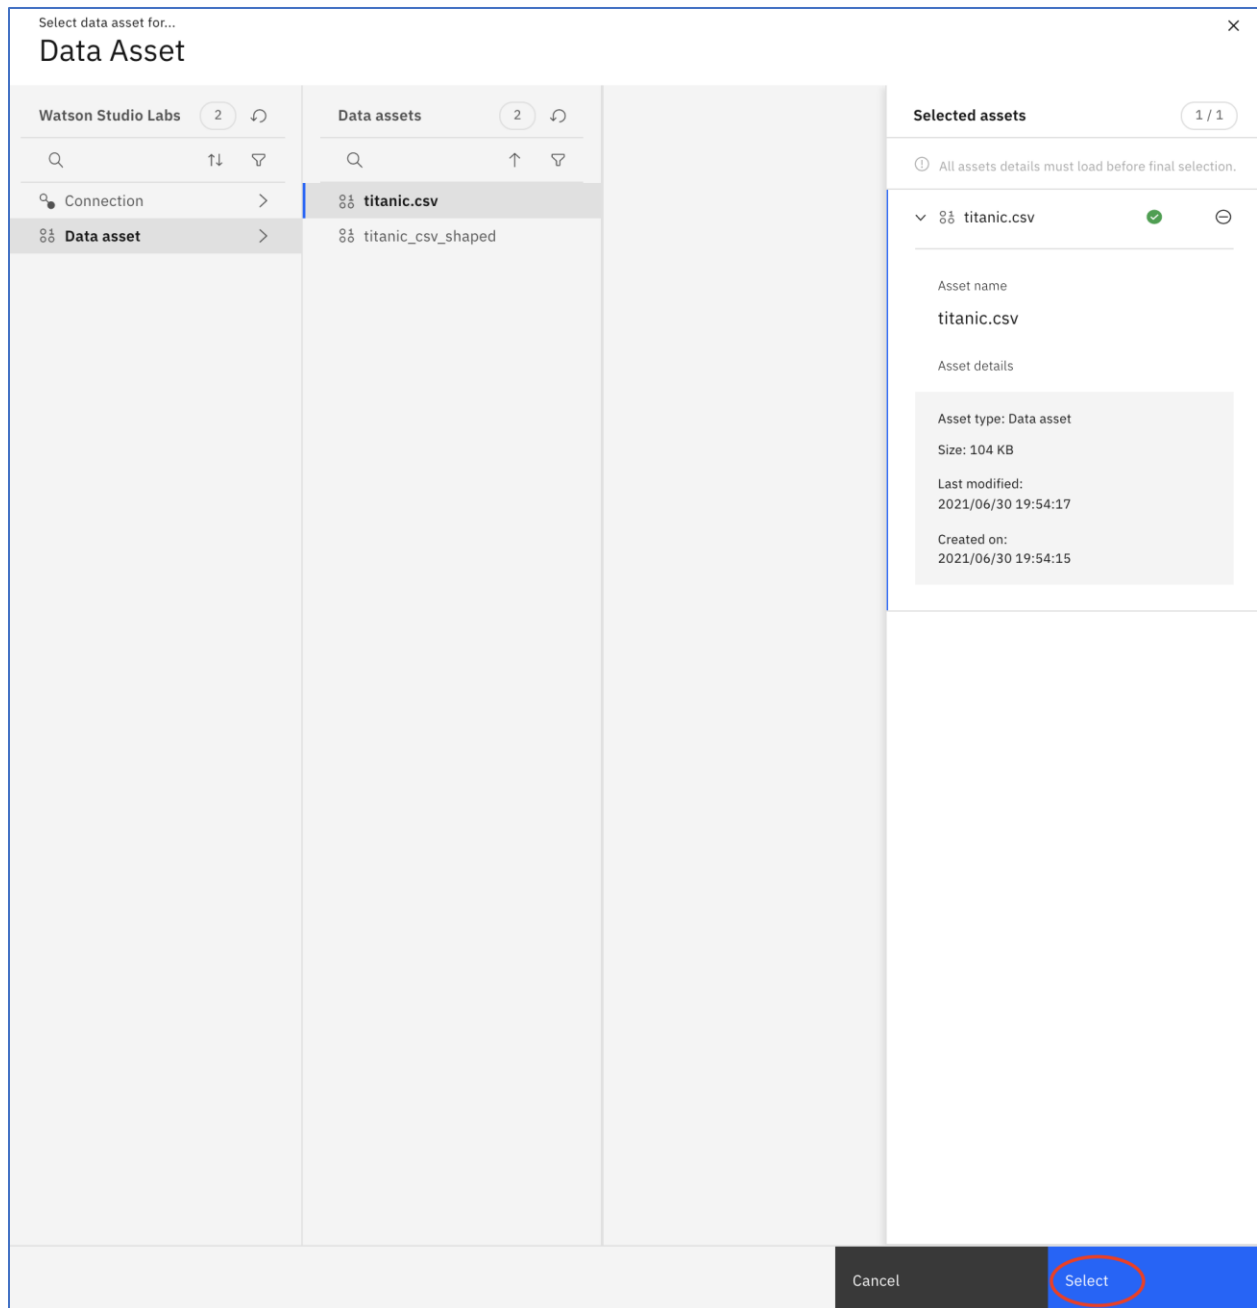 Select data asset for...
Data Asset
Watson Studio Labs 2
Connection
Data asset
Data assets 2
titanic.csv
titanic_csv_shaped
Selected assets 1 / 1
All assets details must load before final selection.
titanic.csv
Asset name
titanic.csv
Asset details
Asset type: Data asset
Size: 104 KB
Last modified:
2021/06/30 19:54:17
Created on:
2021/06/30 19:54:15
Cancel
Select